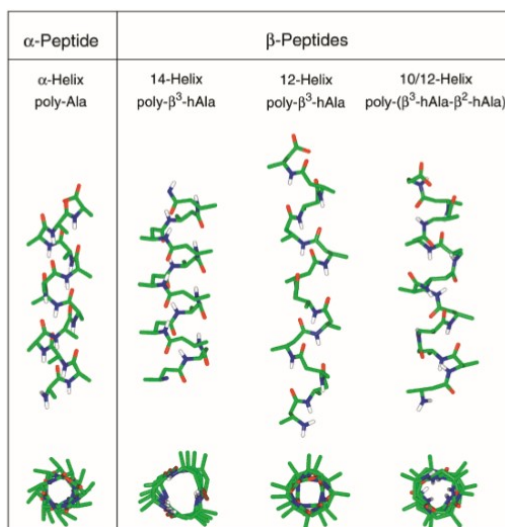 α-Peptide
β-Peptides
α-Helix
poly-Ala
14-Helix
poly-β³-hAla
12-Helix
poly-β³-hAla
10/12-Helix
poly-(β³-hAla-β²-hAla)